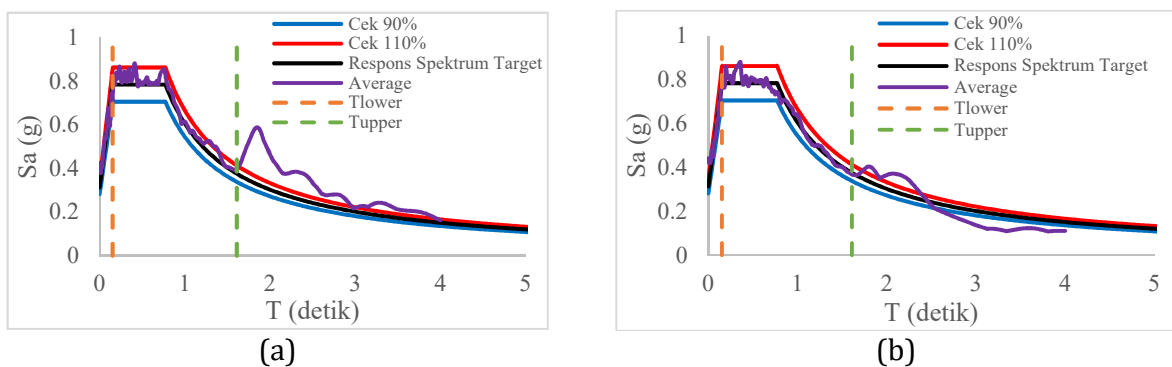 Cek 90%
Cek 110%
Respons Spektrum Target
Average
Tlower
Tupper
Sa (g)
1
0.8
0.6
0.4
0.2
0
0 1 2 3 4 5
T (detik)
(a)
Cek 90%
Cek 110%
Respons Spektrum Target
Average
Tlower
Tupper
Sa (g)
1
0.8
0.6
0.4
0.2
0
0 1 2 3 4 5
T (detik)
(b)